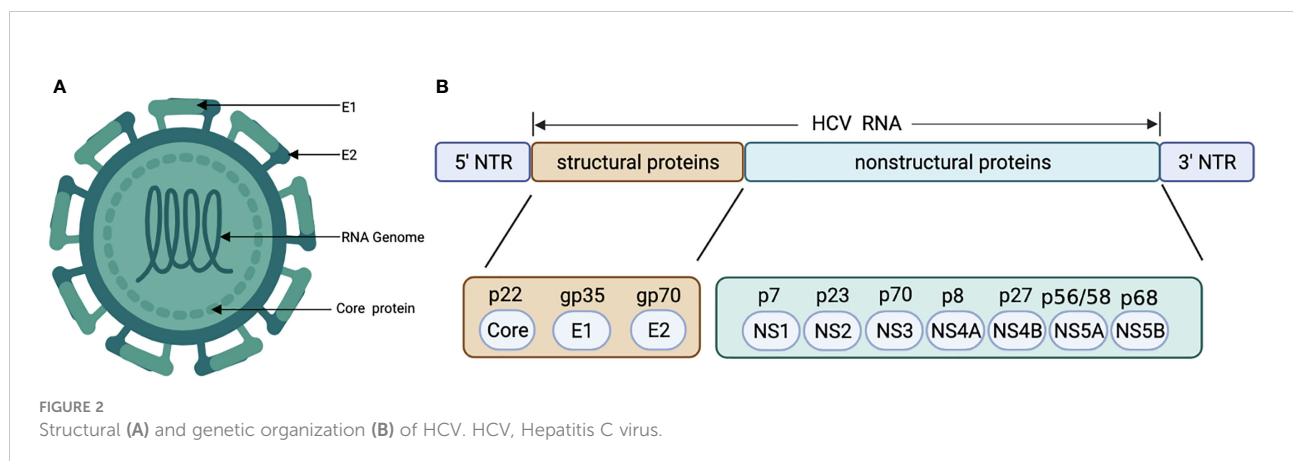 A
E1
E2
RNA Genome
Core protein
B
HCV RNA
5' NTR structural proteins nonstructural proteins 3' NTR
p22 gp35 gp70
Core E1 E2
p7 p23 p70 p8 p27 p56/58 p68
NS1 NS2 NS3 NS4A NS4B NS5A NS5B
FIGURE 2
Structural (A) and genetic organization (B) of HCV. HCV, Hepatitis C virus.